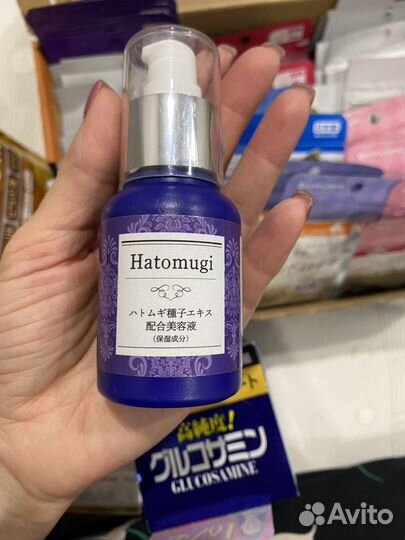 Hatomugi
ハトムギ種子エキス
配合美容液
(保湿成分)
高純度!
グルコサミン
GLUCOSAMINE
Avito